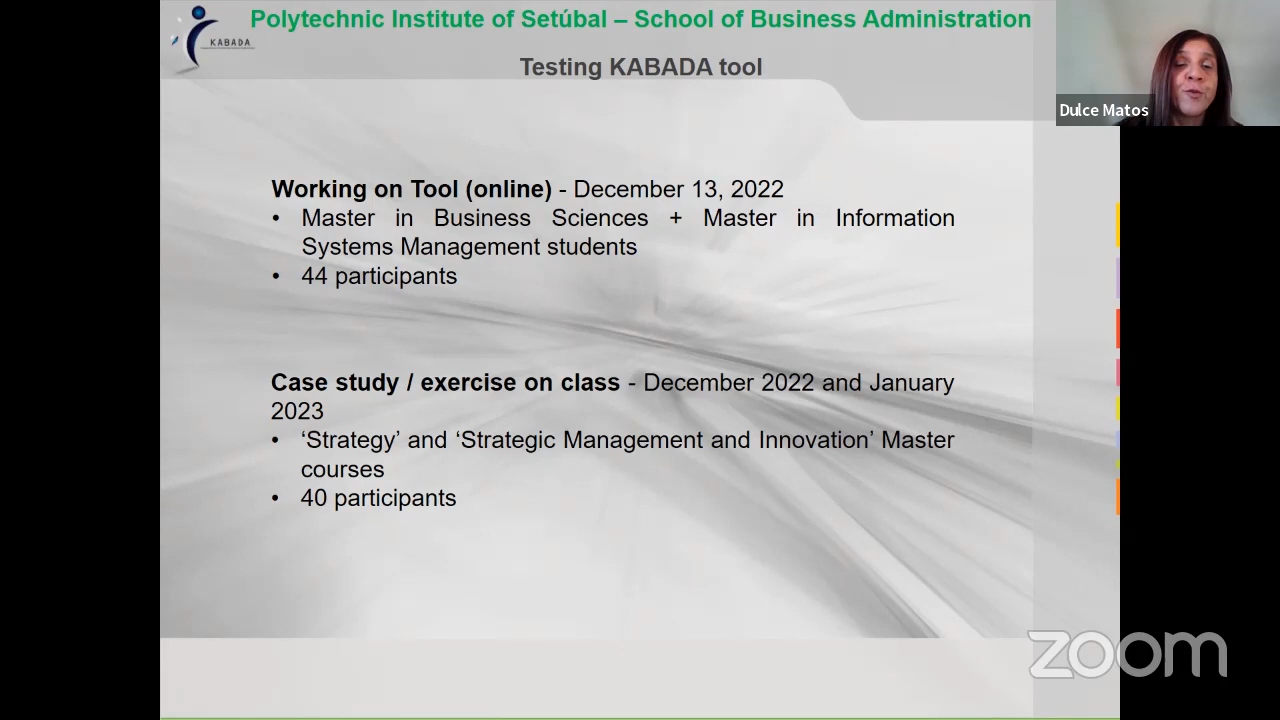 Polytechnic Institute of Setúbal – School of Business Administration
KABADA
Testing KABADA tool
Dulce Matos
Working on Tool (online) - December 13, 2022
• Master in Business Sciences + Master in Information
Systems Management students
• 44 participants
Case study / exercise on class - December 2022 and January
2023
• ‘Strategy’ and ‘Strategic Management and Innovation’ Master
courses
• 40 participants
zoom